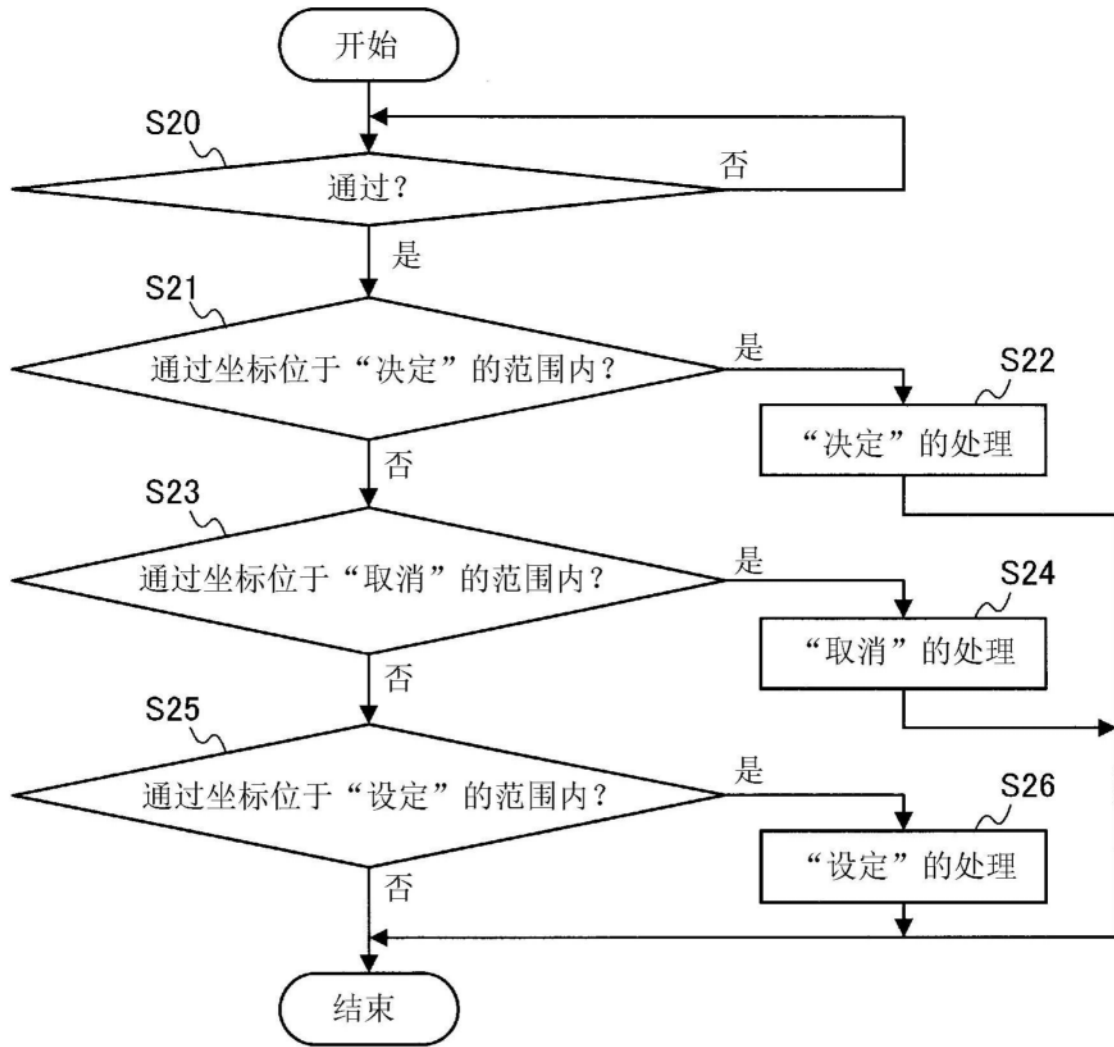 开始
S20
通过？
否
是
S21
通过坐标位于“决定”的范围内？
是
S22
“决定”的处理
否
S23
通过坐标位于“取消”的范围内？
是
S24
“取消”的处理
否
S25
通过坐标位于“设定”的范围内？
是
S26
“设定”的处理
否
结束